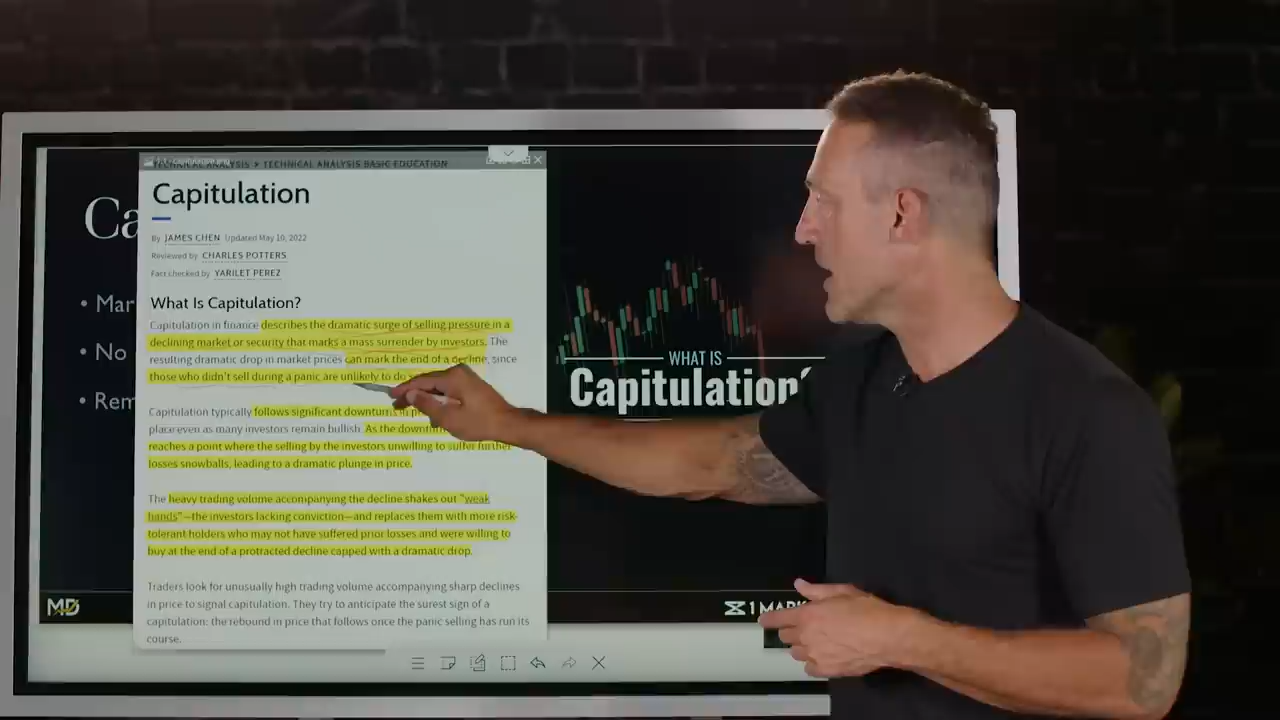 TECHNICAL ANALYSIS > TECHNICAL ANALYSIS BASIC EDUCATION
Capitulation
By JAMES CHEN Updated May 10, 2022
Reviewed by CHARLES POTTERS
Fact checked by YARILET PEREZ
What Is Capitulation?
Capitulation in finance describes the dramatic surge of selling pressure in a
declining market or security that marks a mass surrender by investors. The
resulting dramatic drop in market prices can mark the end of a decline, since
those who didn't sell during a panic are unlikely to do
Capitulation typically follows significant downturns in
place even as many investors remain bullish. As the downturn
reaches a point where the selling by the investors unwilling to suffer further
losses snowballs, leading to a dramatic plunge in price.
The heavy trading volume accompanying the decline shakes out "weak
hands"—the investors lacking conviction—and replaces them with more risk-
tolerant holders who may not have suffered prior losses and were willing to
buy at the end of a protracted decline capped with a dramatic drop.
Traders look for unusually high trading volume accompanying sharp declines
in price to signal capitulation. They try to anticipate the surest sign of a
capitulation: the rebound in price that follows once the panic selling has run its
course.
Ca
• Mar
• No
• Rem
WHAT IS
Capitulation?
MD
1MARK